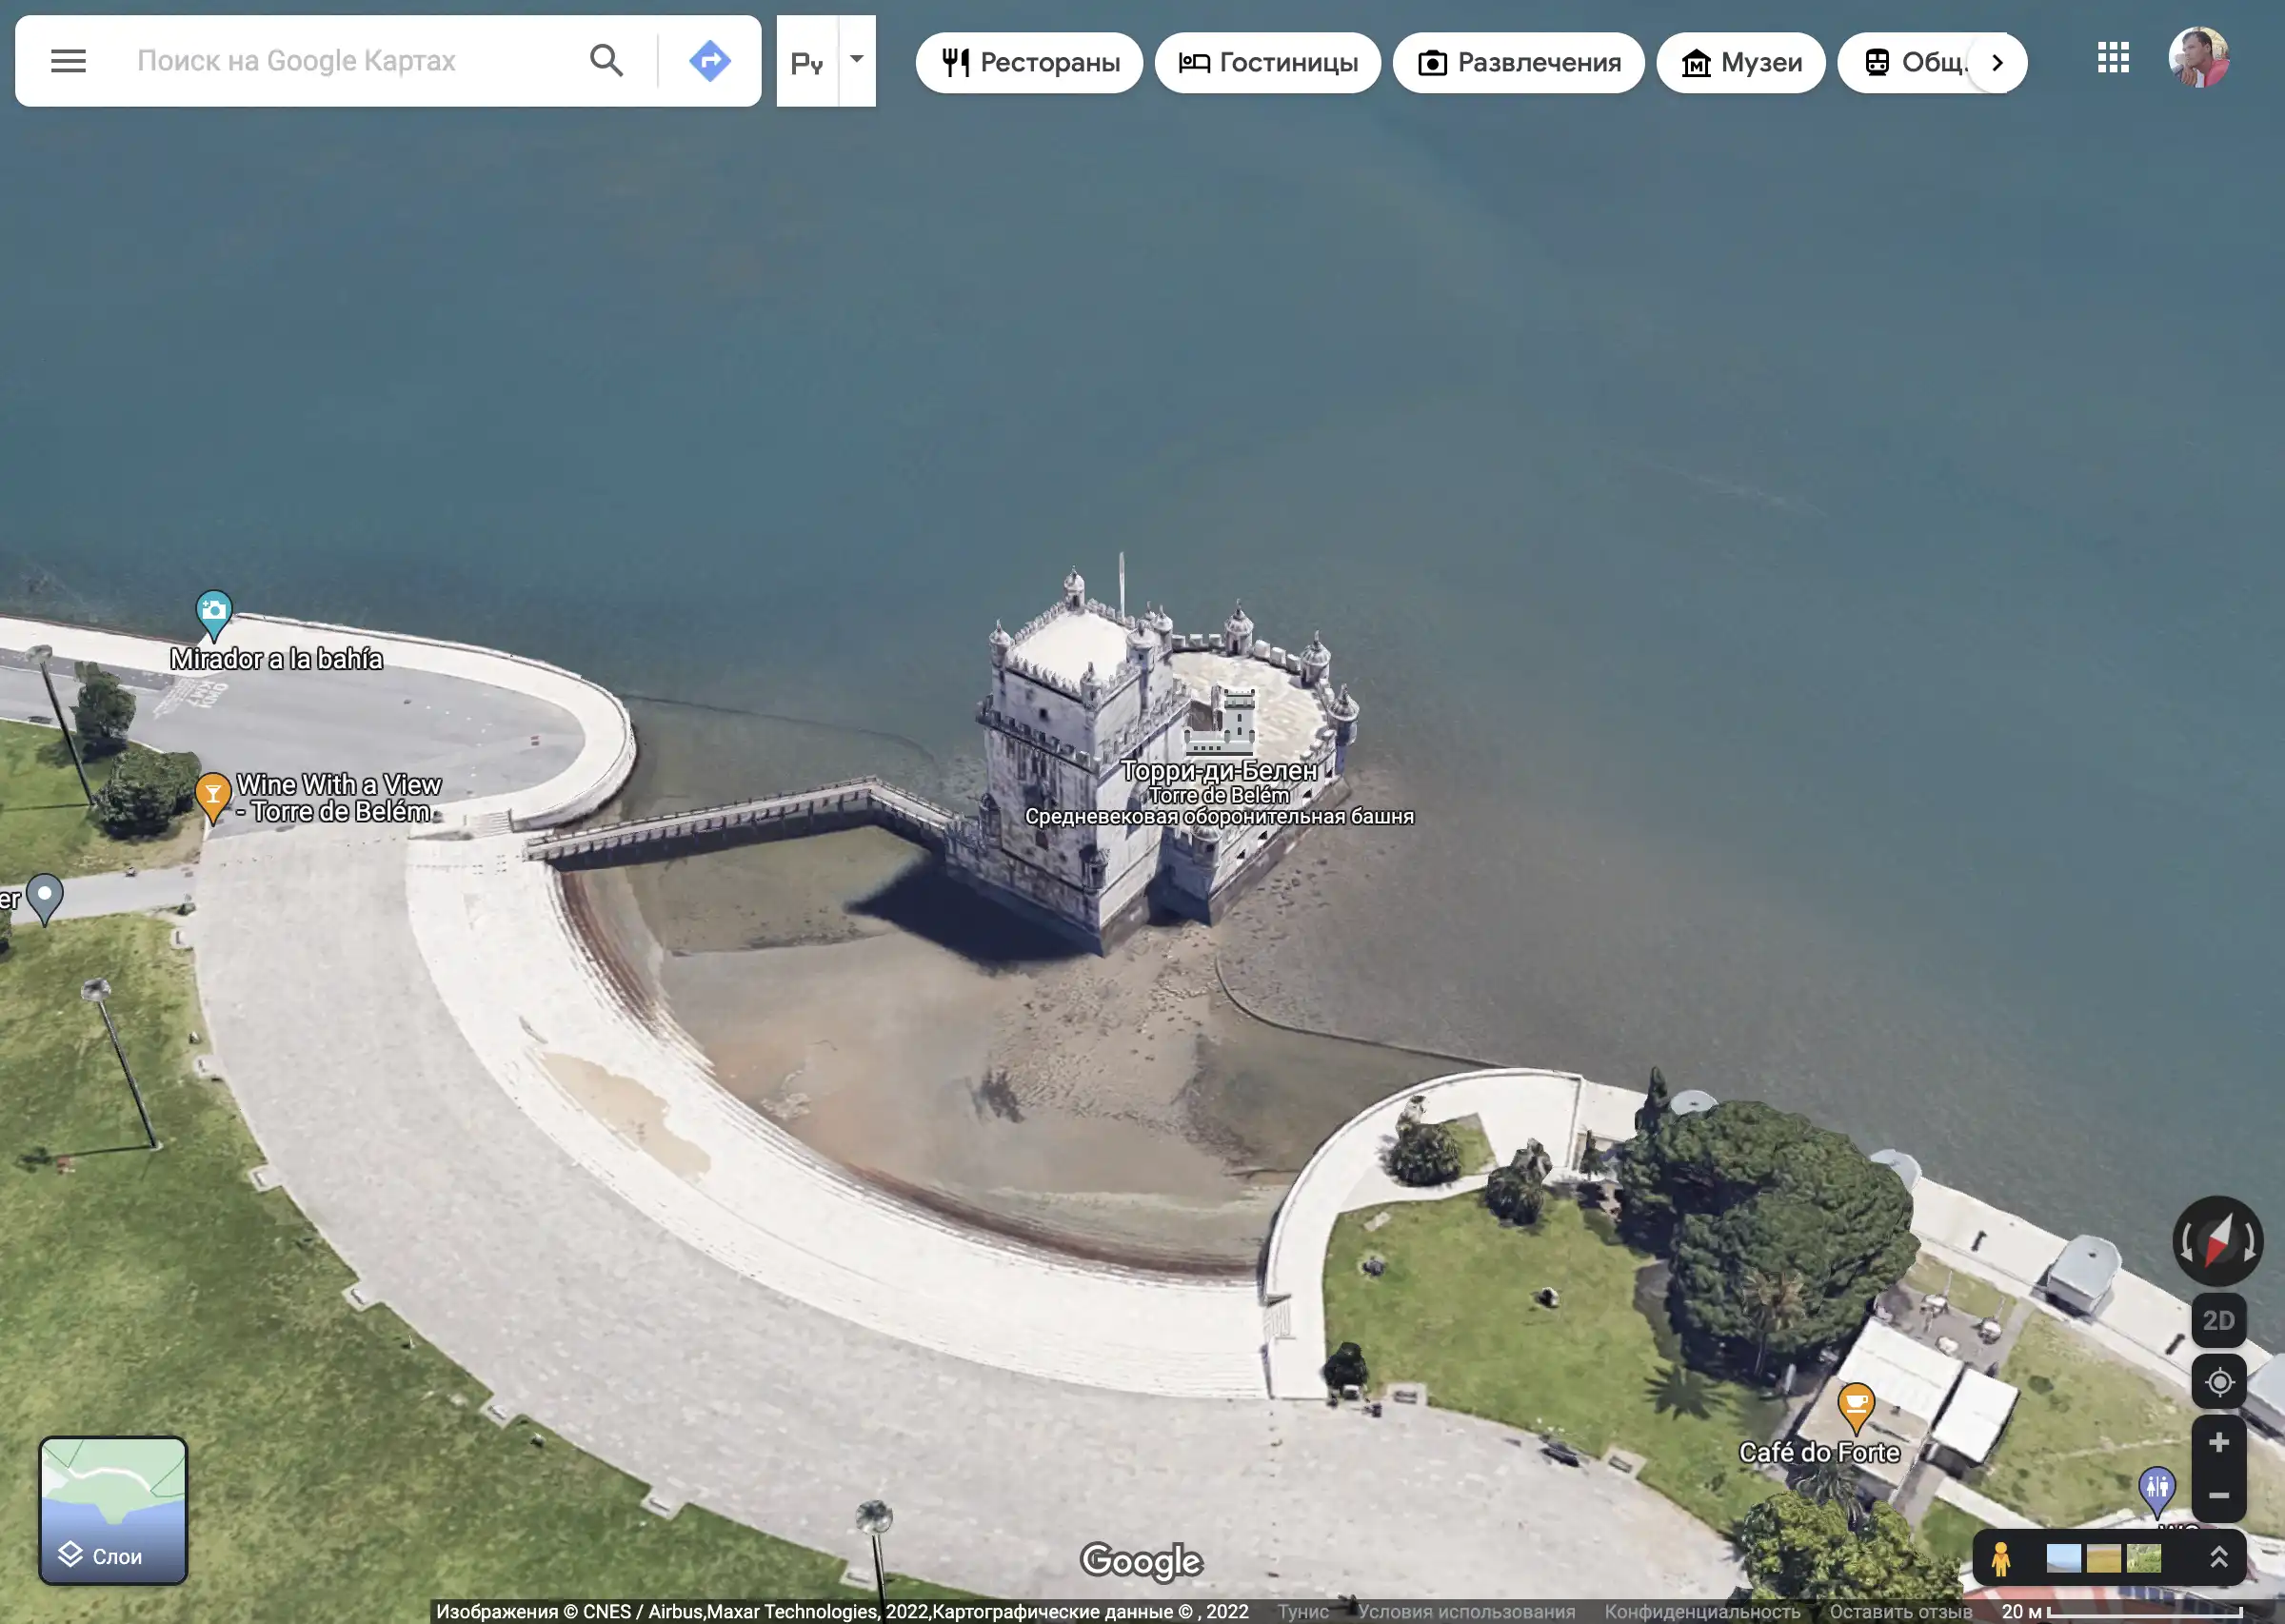 Поиск на Google Картах
Ру
Рестораны
Гостиницы
Развлечения
Музеи
Общ.
Mirador a la bahía
Wine With a View
- Torre de Belém
er
Торри-ди-Белен
Torre de Belém
Средневековая оборонительная башня
Café do Forte
2D
Слои
Google
Изображения © CNES / Airbus,Maxar Technologies, 2022,Картографические данные © , 2022
Тунис
Условия использования
Конфиденциальность
Оставить отзыв
20 м